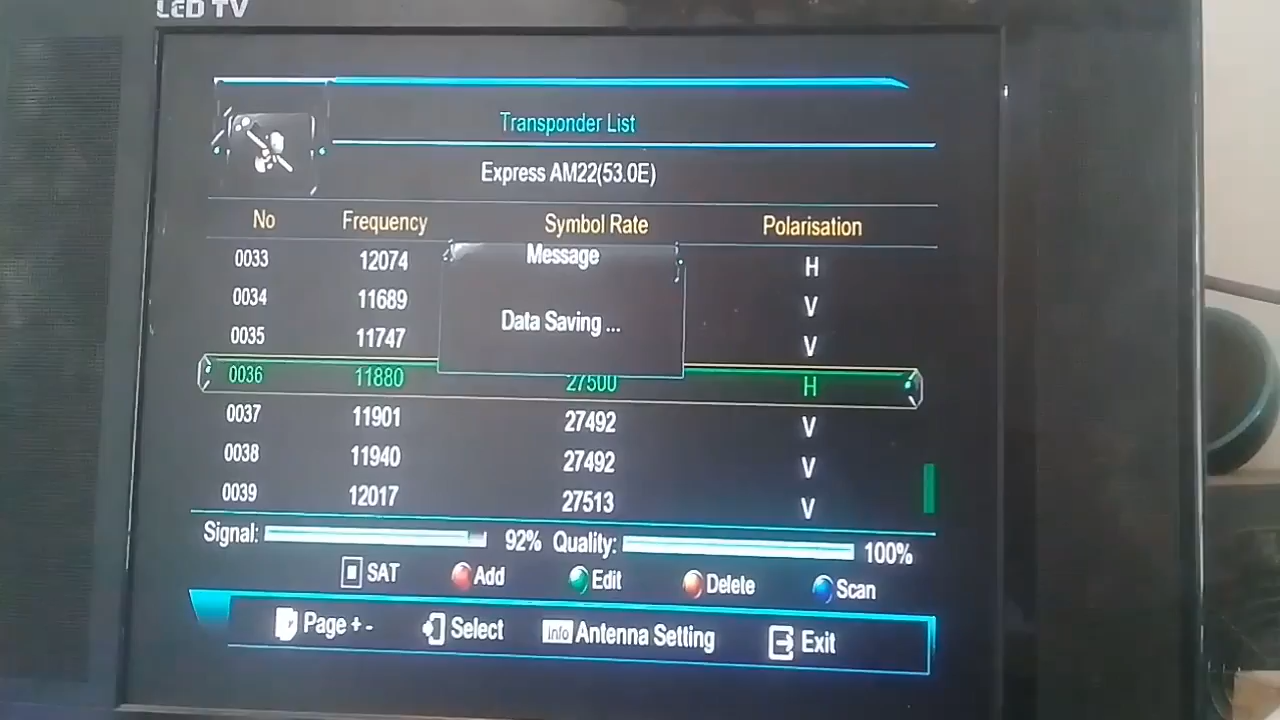 LED TV
Transponder List
Express AM22(53.0E)
No Frequency Symbol Rate Polarisation
0033 12074 H
0034 11689 V
0035 11747 V
Message
Data Saving ...
0036 11880 27500 H
0037 11901 27492 V
0038 11940 27492 V
0039 12017 27513 V
Signal: 92% Quality: 100%
SAT Add Edit Delete Scan
Page + - Select Info Antenna Setting Exit